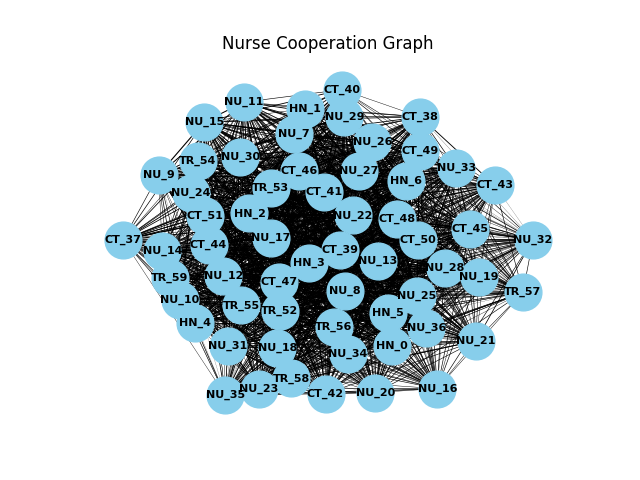 Nurse Cooperation Graph
CT_40
NU_11
HN_1
NU_29
CT_38
NU_15
NU_7
NU_26
CT_49
NU_30
TR_54
NU_33
NU_9
CT_46
NU_27
HN_6
CT_43
TR_53
CT_41
NU_24
HN_2
CT_51
NU_22
CT_48
CT_45
CT_37
NU_17
CT_50
NU_32
CT_44
NU_14
CT_39
HN_3
NU_13
NU_28
TR_59
NU_12
NU_19
CT_47
NU_8
TR_57
NU_25
NU_10
TR_55
TR_52
HN_5
HN_4
TR_56
NU_36
NU_21
NU_31
NU_18
HN_0
NU_34
TR_58
NU_23
NU_16
NU_35
CT_42
NU_20